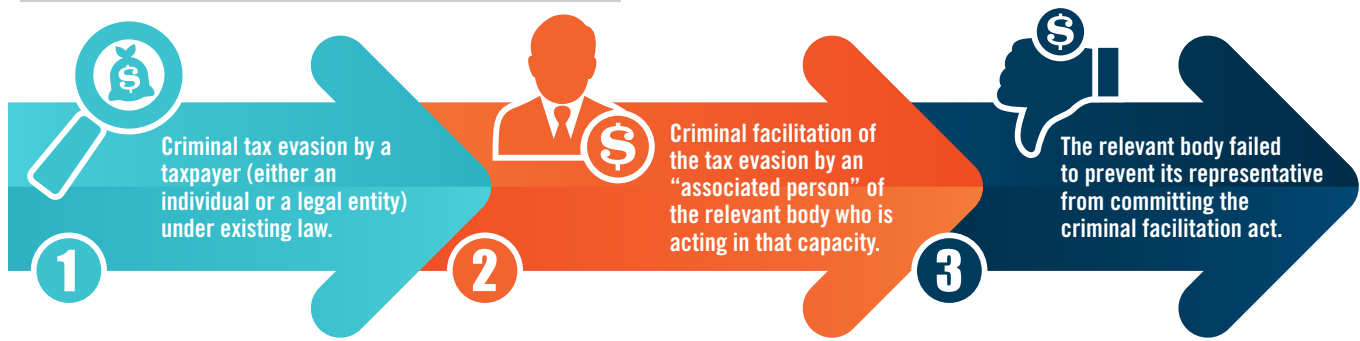 $
Criminal tax evasion by a
taxpayer (either an
individual or a legal entity)
under existing law.
1
$
Criminal facilitation of
the tax evasion by an
“associated person” of
the relevant body who is
acting in that capacity.
2
$
The relevant body failed
to prevent its representative
from committing the
criminal facilitation act.
3